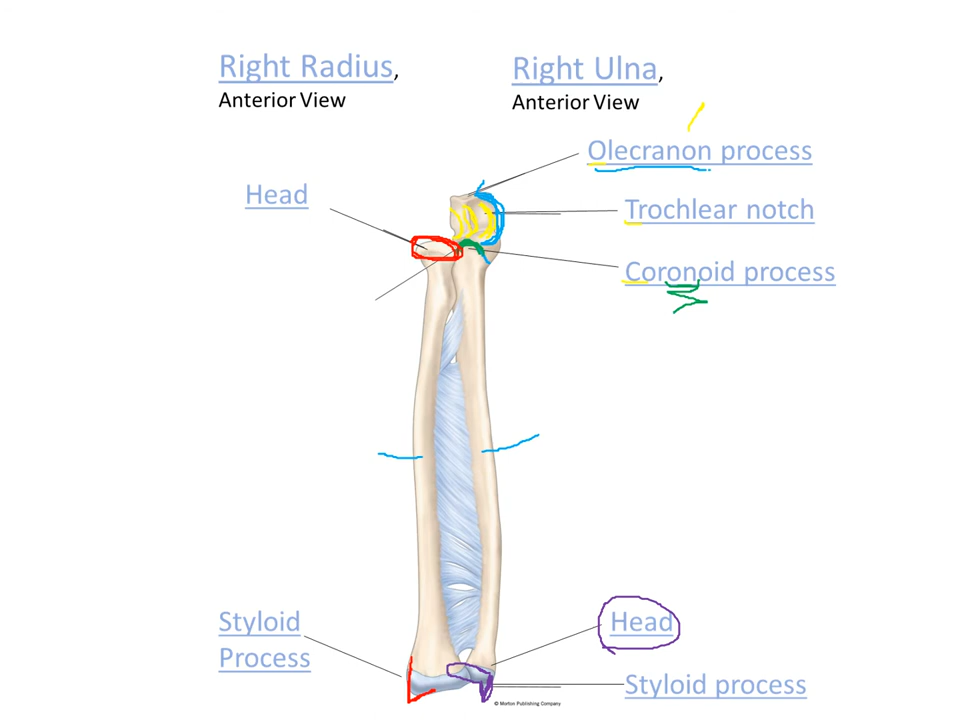 Right Radius,
Anterior View
Right Ulna,
Anterior View
Olecranon process
Head
Trochlear notch
Coronoid process
Styloid
Process
Head
Styloid process
© Morton Publishing Company